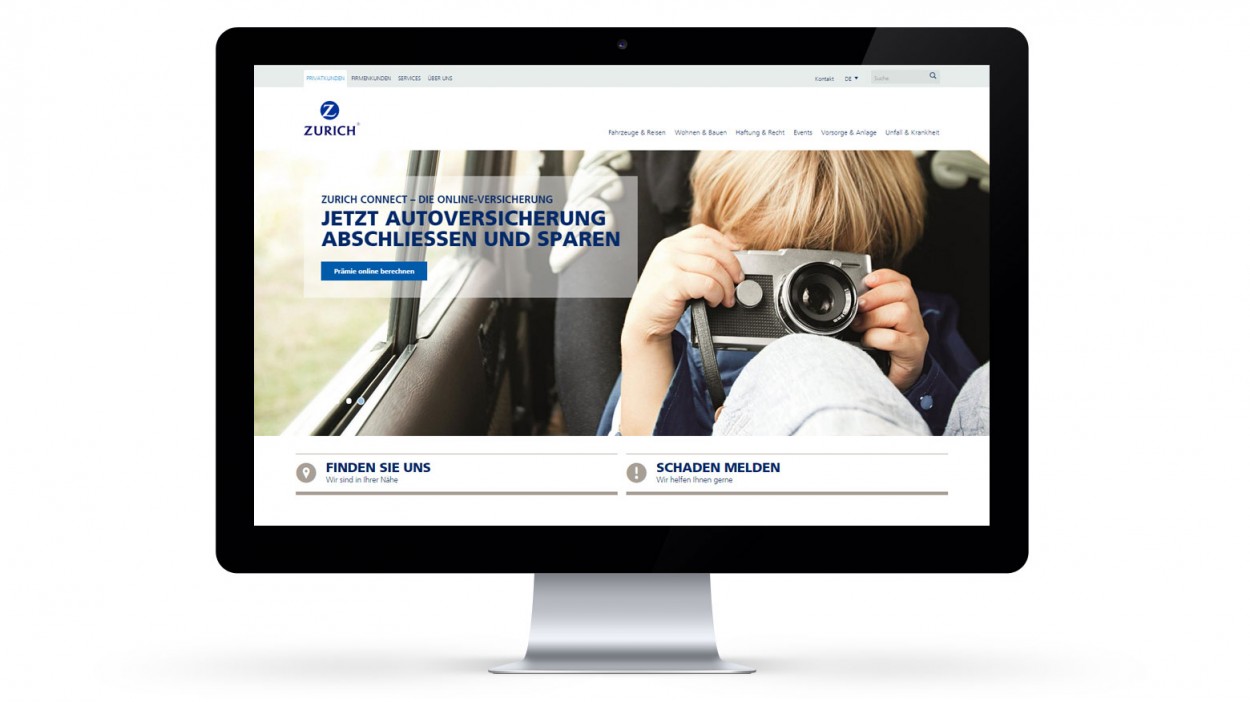 PRIVATKUNDEN FIRMENKUNDEN SERVICES ÜBER UNS Kontakt DE Suche
Z
ZURICH
Fahrzeuge & Reisen Wohnen & Bauen Haftung & Recht Events Vorsorge & Anlage Unfall & Krankheit
ZURICH CONNECT – DIE ONLINE-VERSICHERUNG
JETZT AUTOVERSICHERUNG
ABSCHLIESSEN UND SPAREN
Prämie online berechnen
FINDEN SIE UNS
Wir sind in Ihrer Nähe
SCHADEN MELDEN
Wir helfen Ihnen gerne